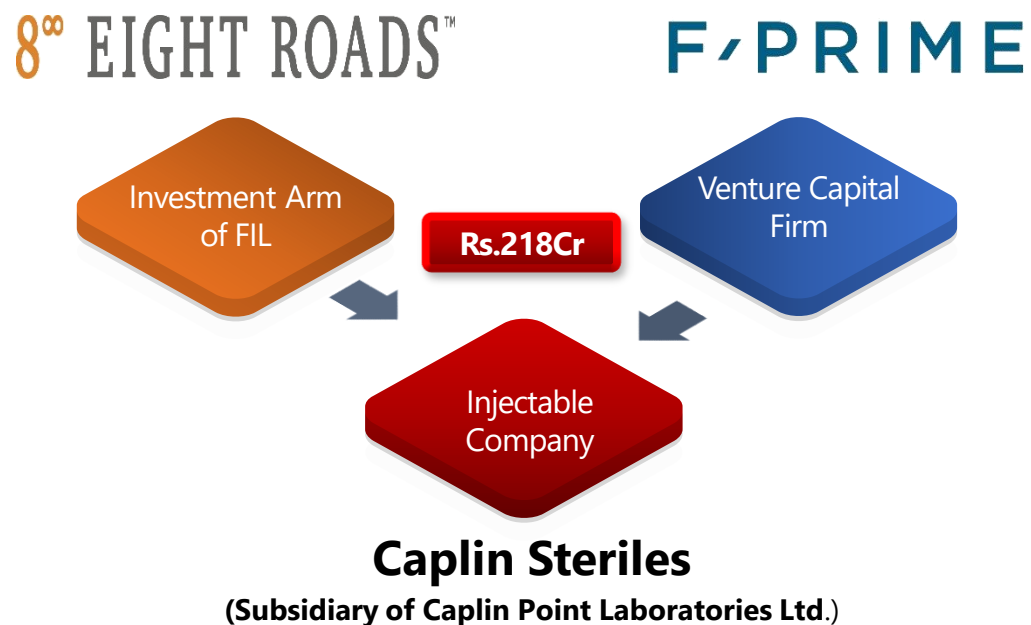 8∞ EIGHT ROADS™
F-PRIME
Investment Arm
of FIL
Rs.218Cr
Venture Capital
Firm
Injectable
Company
Caplin Steriles
(Subsidiary of Caplin Point Laboratories Ltd.)